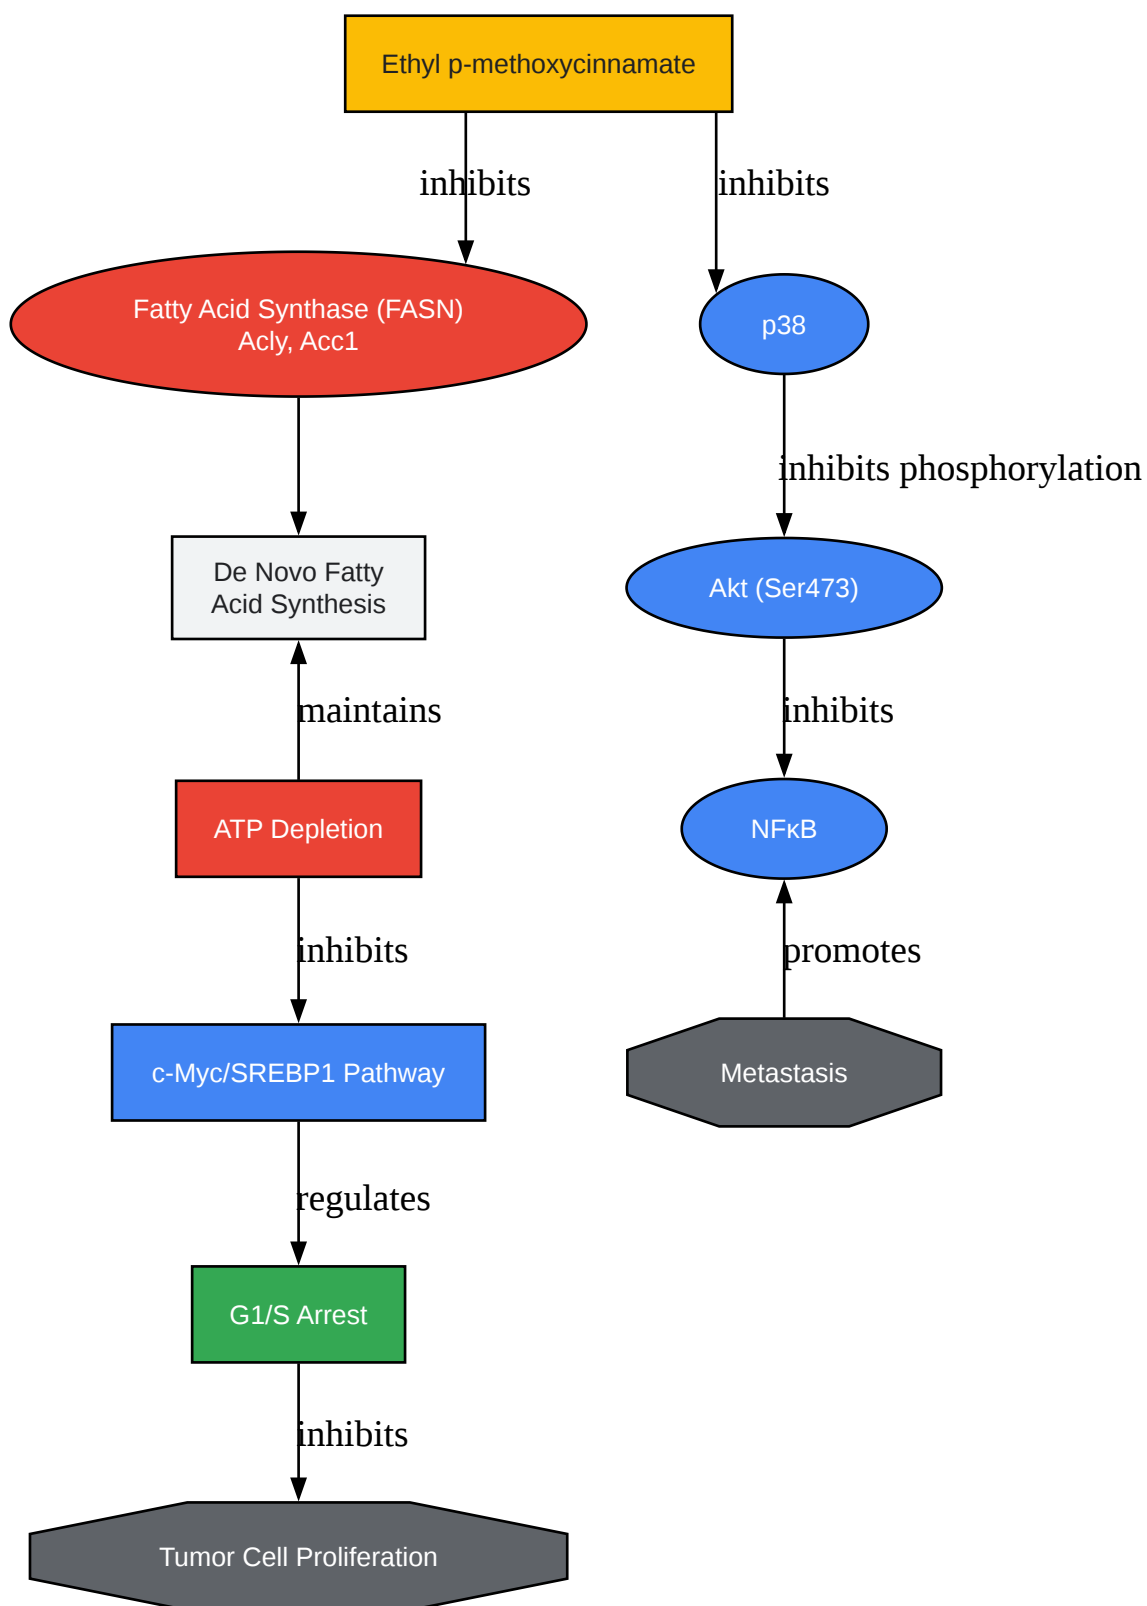 Ethyl p-methoxycinnamate
inhibits
inhibits
Fatty Acid Synthase (FASN)
Acly, Acc1
p38
inhibits phosphorylation
De Novo Fatty
Acid Synthesis
Akt (Ser473)
maintains
inhibits
ATP Depletion
NFκB
inhibits
promotes
c-Myc/SREBP1 Pathway
Metastasis
regulates
G1/S Arrest
inhibits
Tumor Cell Proliferation